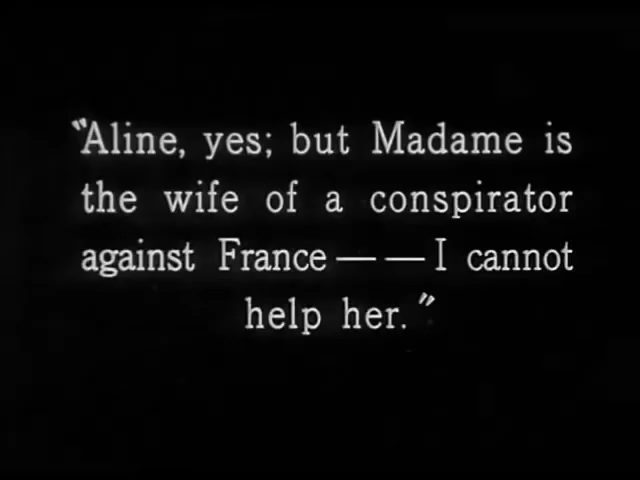 "Aline, yes; but Madame is
the wife of a conspirator
against France — — I cannot
help her."